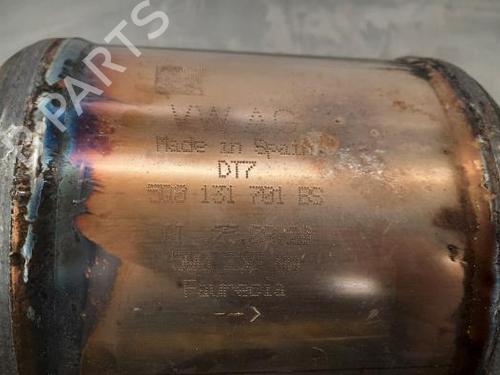 B-PARTS
VW AG
Made in Spain
DT7
5Q0 131 701 BS
Faurecia
-->